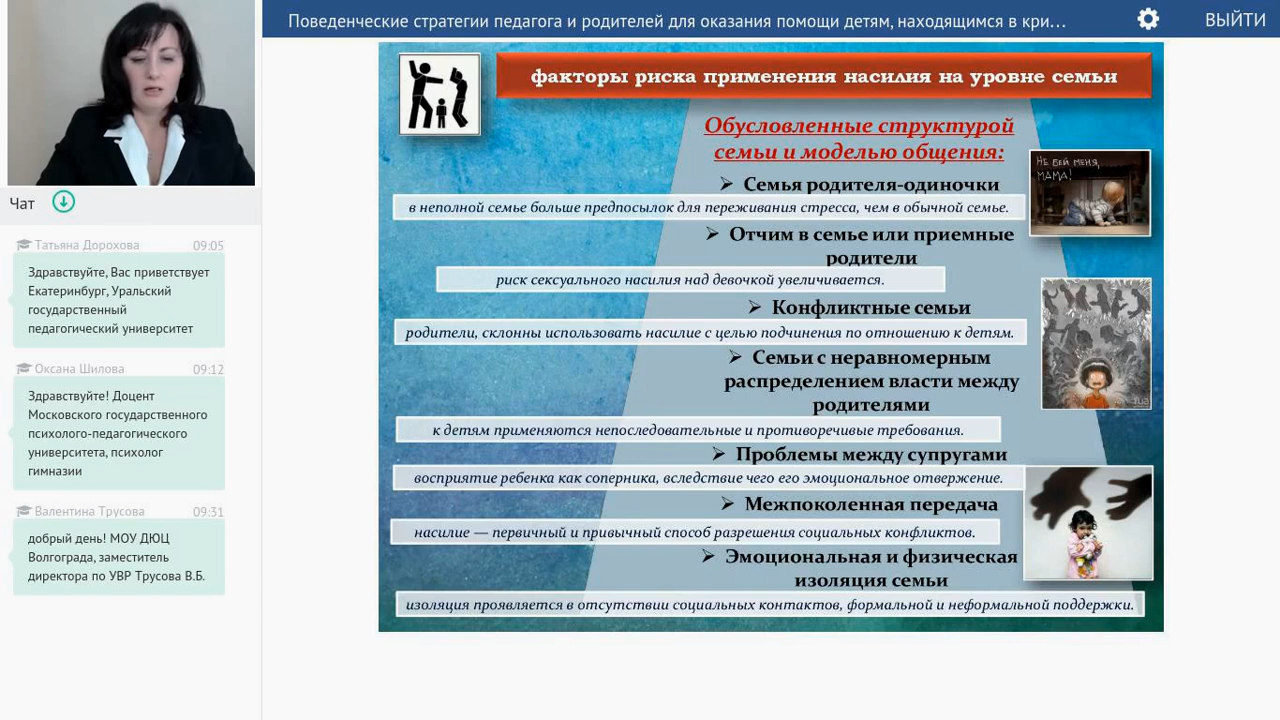 Поведенческие стратегии педагога и родителей для оказания помощи детям, находящимся в кри...
ВЫЙТИ
Чат
Татьяна Дорохова 09:05
Здравствуйте, Вас приветствует
Екатеринбург, Уральский
государственный
педагогический университет
Оксана Шилова 09:12
Здравствуйте! Доцент
Московского государственного
психолого-педагогического
университета, психолог
гимназии
Валентина Трусова 09:31
добрый день! МОУ ДЮЦ
Волгограда, заместитель
директора по УВР Трусова В.Б.
факторы риска применения насилия на уровне семьи
Обусловленные структурой
семьи и моделью общения:
Семья родителя-одиночки
в неполной семье больше предпосылок для переживания стресса, чем в обычной семье.
НЕ БЕЙ МЕНЯ,
МАМА!
Отчим в семье или приемные
родители
риск сексуального насилия над девочкой увеличивается.
Конфликтные семьи
родители, склонны использовать насилие с целью подчинения по отношению к детям.
Семьи с неравномерным
распределением власти между
родителями
к детям применяются непоследовательные и противоречивые требования.
Проблемы между супругами
восприятие ребенка как соперника, вследствие чего его эмоциональное отвержение.
Межпоколенная передача
насилие — первичный и привычный способ разрешения социальных конфликтов.
Эмоциональная и физическая
изоляция семьи
изоляция проявляется в отсутствии социальных контактов, формальной и неформальной поддержки.